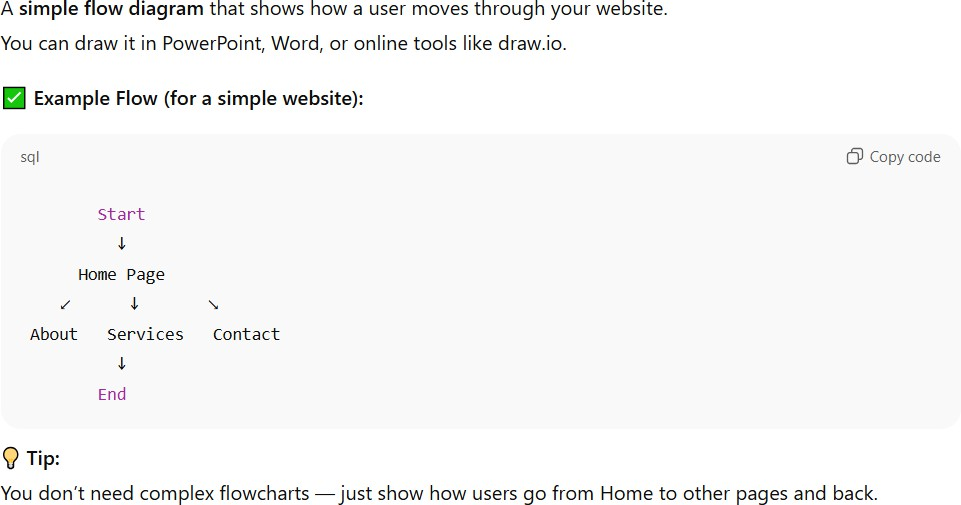 A simple flow diagram that shows how a user moves through your website.
You can draw it in PowerPoint, Word, or online tools like draw.io.
✅ Example Flow (for a simple website):
sql Copy code
Start
↓
Home Page
↙ ↓ ↘
About Services Contact
↓
End
💡 Tip:
You don’t need complex flowcharts — just show how users go from Home to other pages and back.